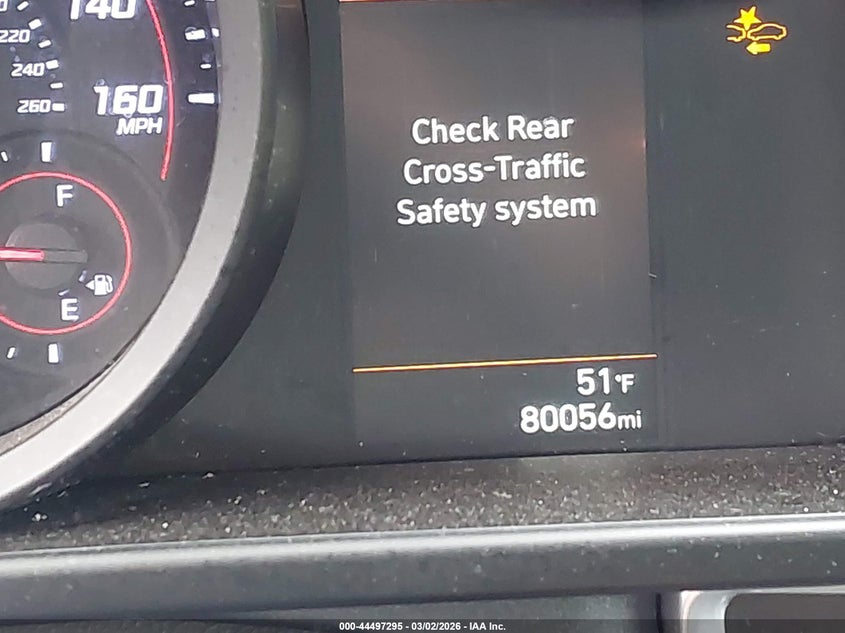 140
220
240
260
160
MPH
F
E
Check Rear
Cross-Traffic
Safety system
51°F
80056mi
000-44497295 - 03/02/2026 - IAA Inc.